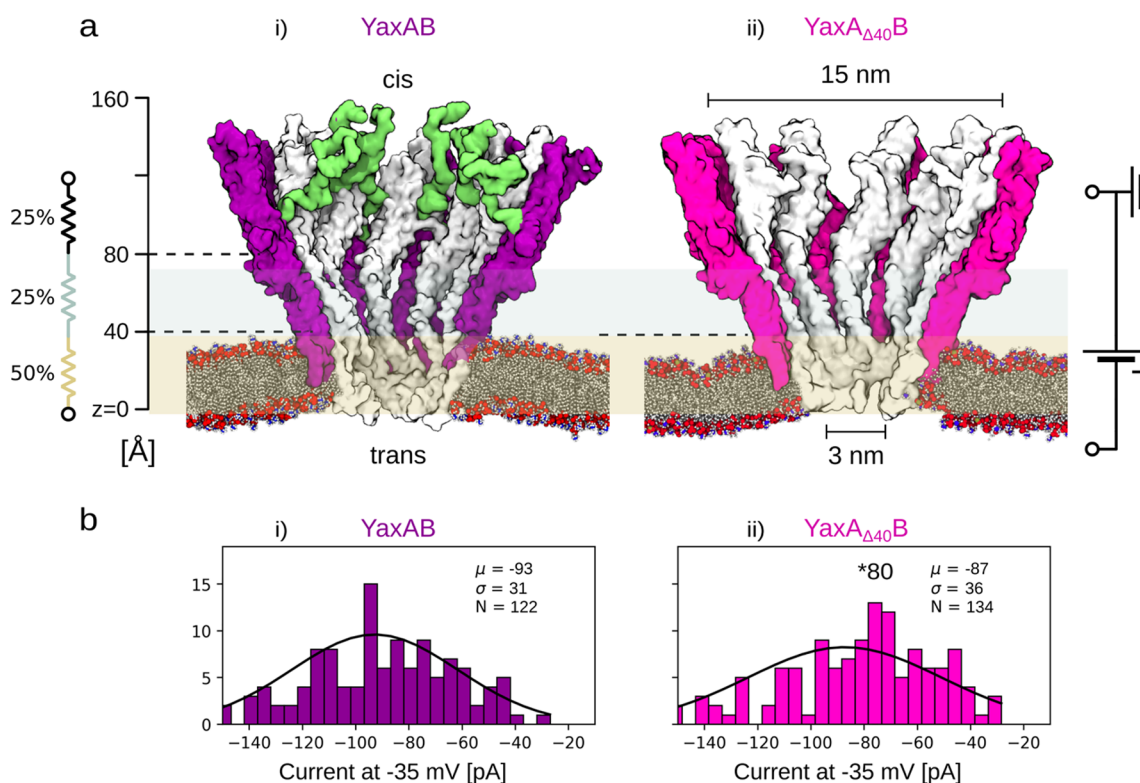 a
i) YaxAB
ii) YaxA_Δ40B
cis
15 nm
160
80
40
z=0
[Å]
25%
25%
50%
trans
3 nm
b
i) YaxAB
ii) YaxA_Δ40B
μ = -93
σ = 31
N = 122
15
10
5
0
−140 −120 −100 −80 −60 −40 −20
Current at -35 mV [pA]
*80
μ = -87
σ = 36
N = 134
−140 −120 −100 −80 −60 −40 −20
Current at -35 mV [pA]